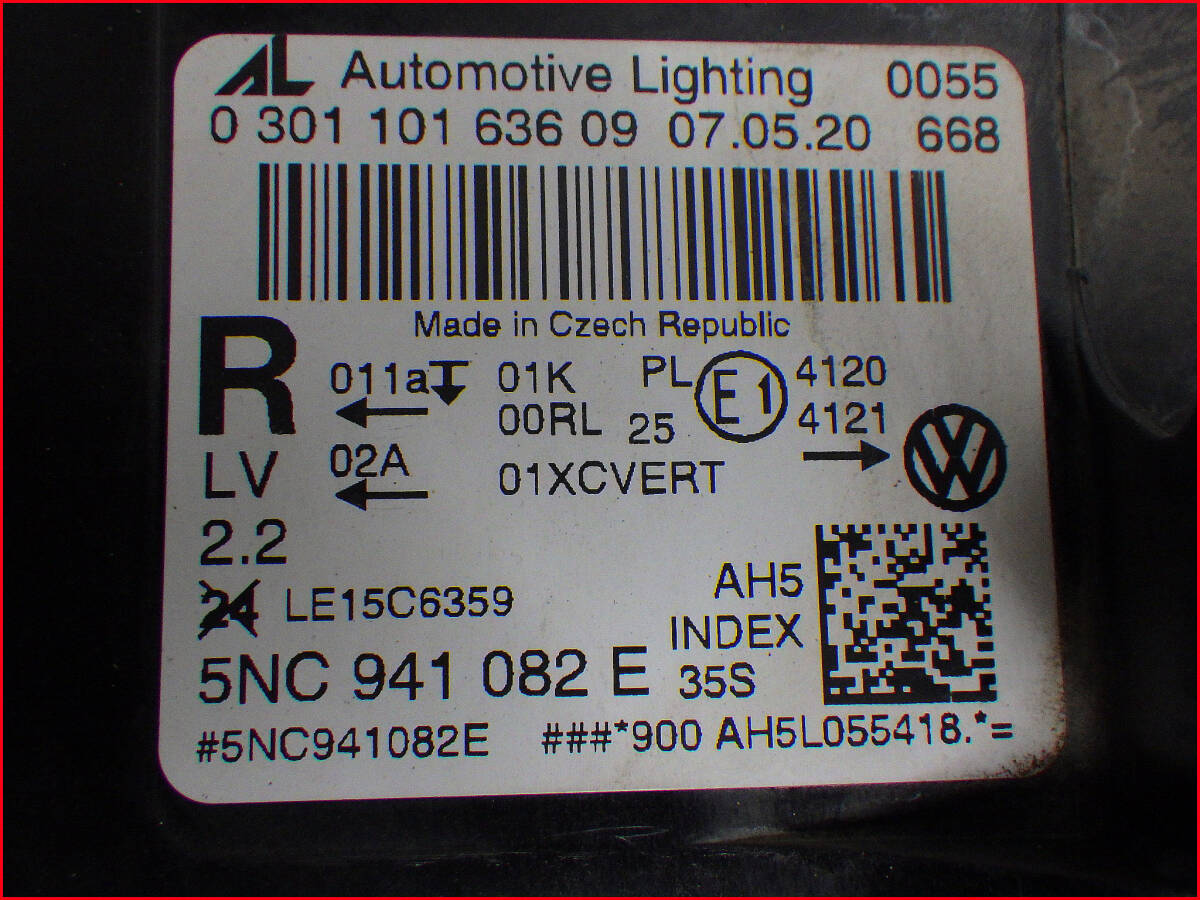 AL Automotive Lighting 0055
0 301 101 636 09 07.05.20 668
Made in Czech Republic
R 011a 01K PL E1 4120
00RL 25 4121
LV 02A 01XCVERT VW
2.2
24 LE15C6359 AH5
INDEX
5NC 941 082 E 35S
#5NC941082E ###*900 AH5L055418.*=